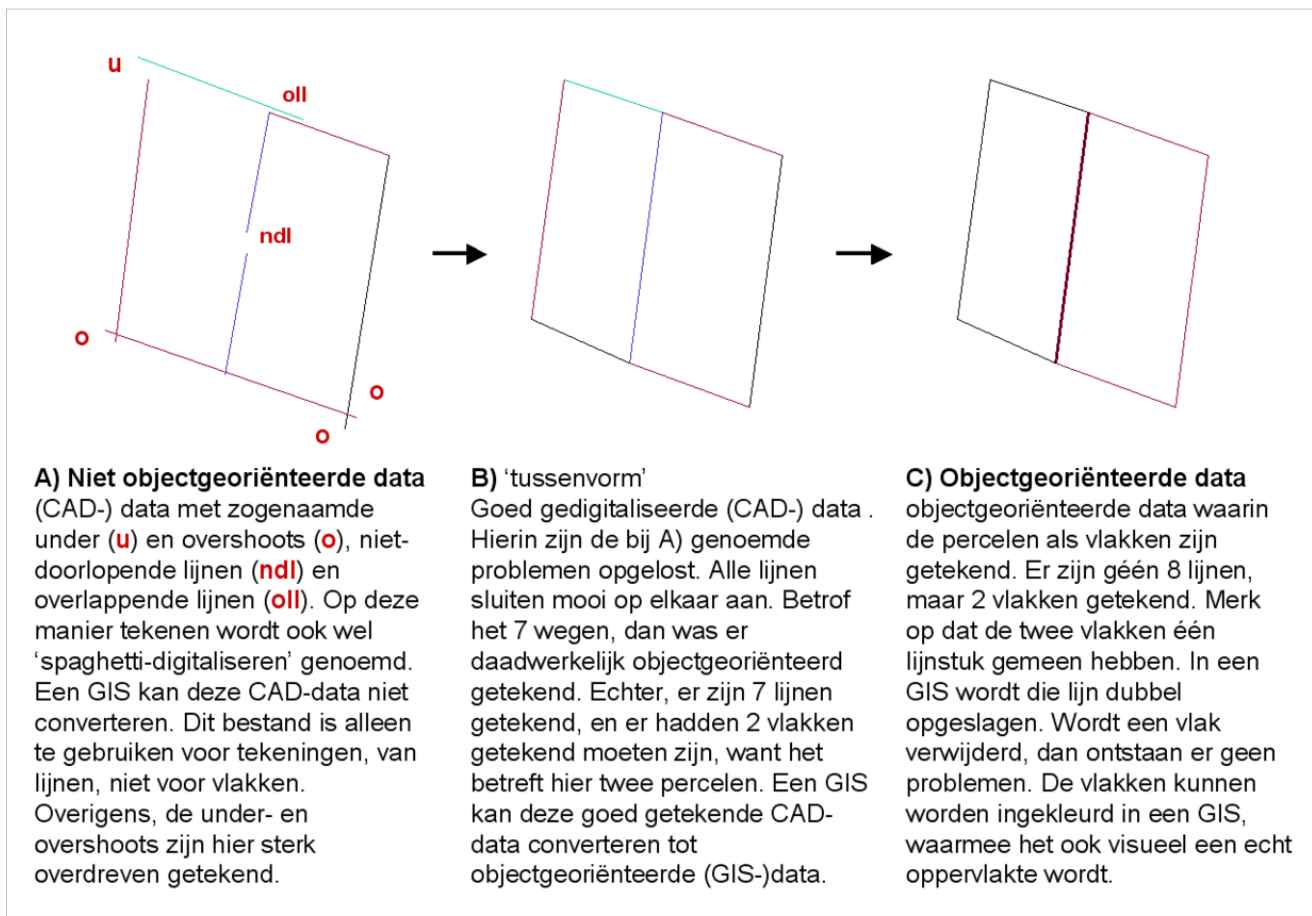 u
oll
ndl
o
o
o
A) Niet objectgeoriënteerde data
(CAD-) data met zogenaamde
under (u) en overshoots (o), niet-
doorlopende lijnen (ndl) en
overlappende lijnen (oll). Op deze
manier tekenen wordt ook wel
‘spaghetti-digitaliseren’ genoemd.
Een GIS kan deze CAD-data niet
converteren. Dit bestand is alleen
te gebruiken voor tekeningen, van
lijnen, niet voor vlakken.
Overigens, de under- en
overshoots zijn hier sterk
overdreven getekend.
B) ‘tussenvorm’
Goed gedigitaliseerde (CAD-) data .
Hierin zijn de bij A) genoemde
problemen opgelost. Alle lijnen
sluiten mooi op elkaar aan. Betrof
het 7 wegen, dan was er
daadwerkelijk objectgeoriënteerd
getekend. Echter, er zijn 7 lijnen
getekend, en er hadden 2 vlakken
getekend moeten zijn, want het
betreft hier twee percelen. Een GIS
kan deze goed getekende CAD-
data converteren tot
objectgeoriënteerde (GIS-)data.
C) Objectgeoriënteerde data
objectgeoriënteerde data waarin
de percelen als vlakken zijn
getekend. Er zijn géén 8 lijnen,
maar 2 vlakken getekend. Merk
op dat de twee vlakken één
lijnstuk gemeen hebben. In een
GIS wordt die lijn dubbel
opgeslagen. Wordt een vlak
verwijderd, dan ontstaan er geen
problemen. De vlakken kunnen
worden ingekleurd in een GIS,
waarmee het ook visueel een echt
oppervlakte wordt.